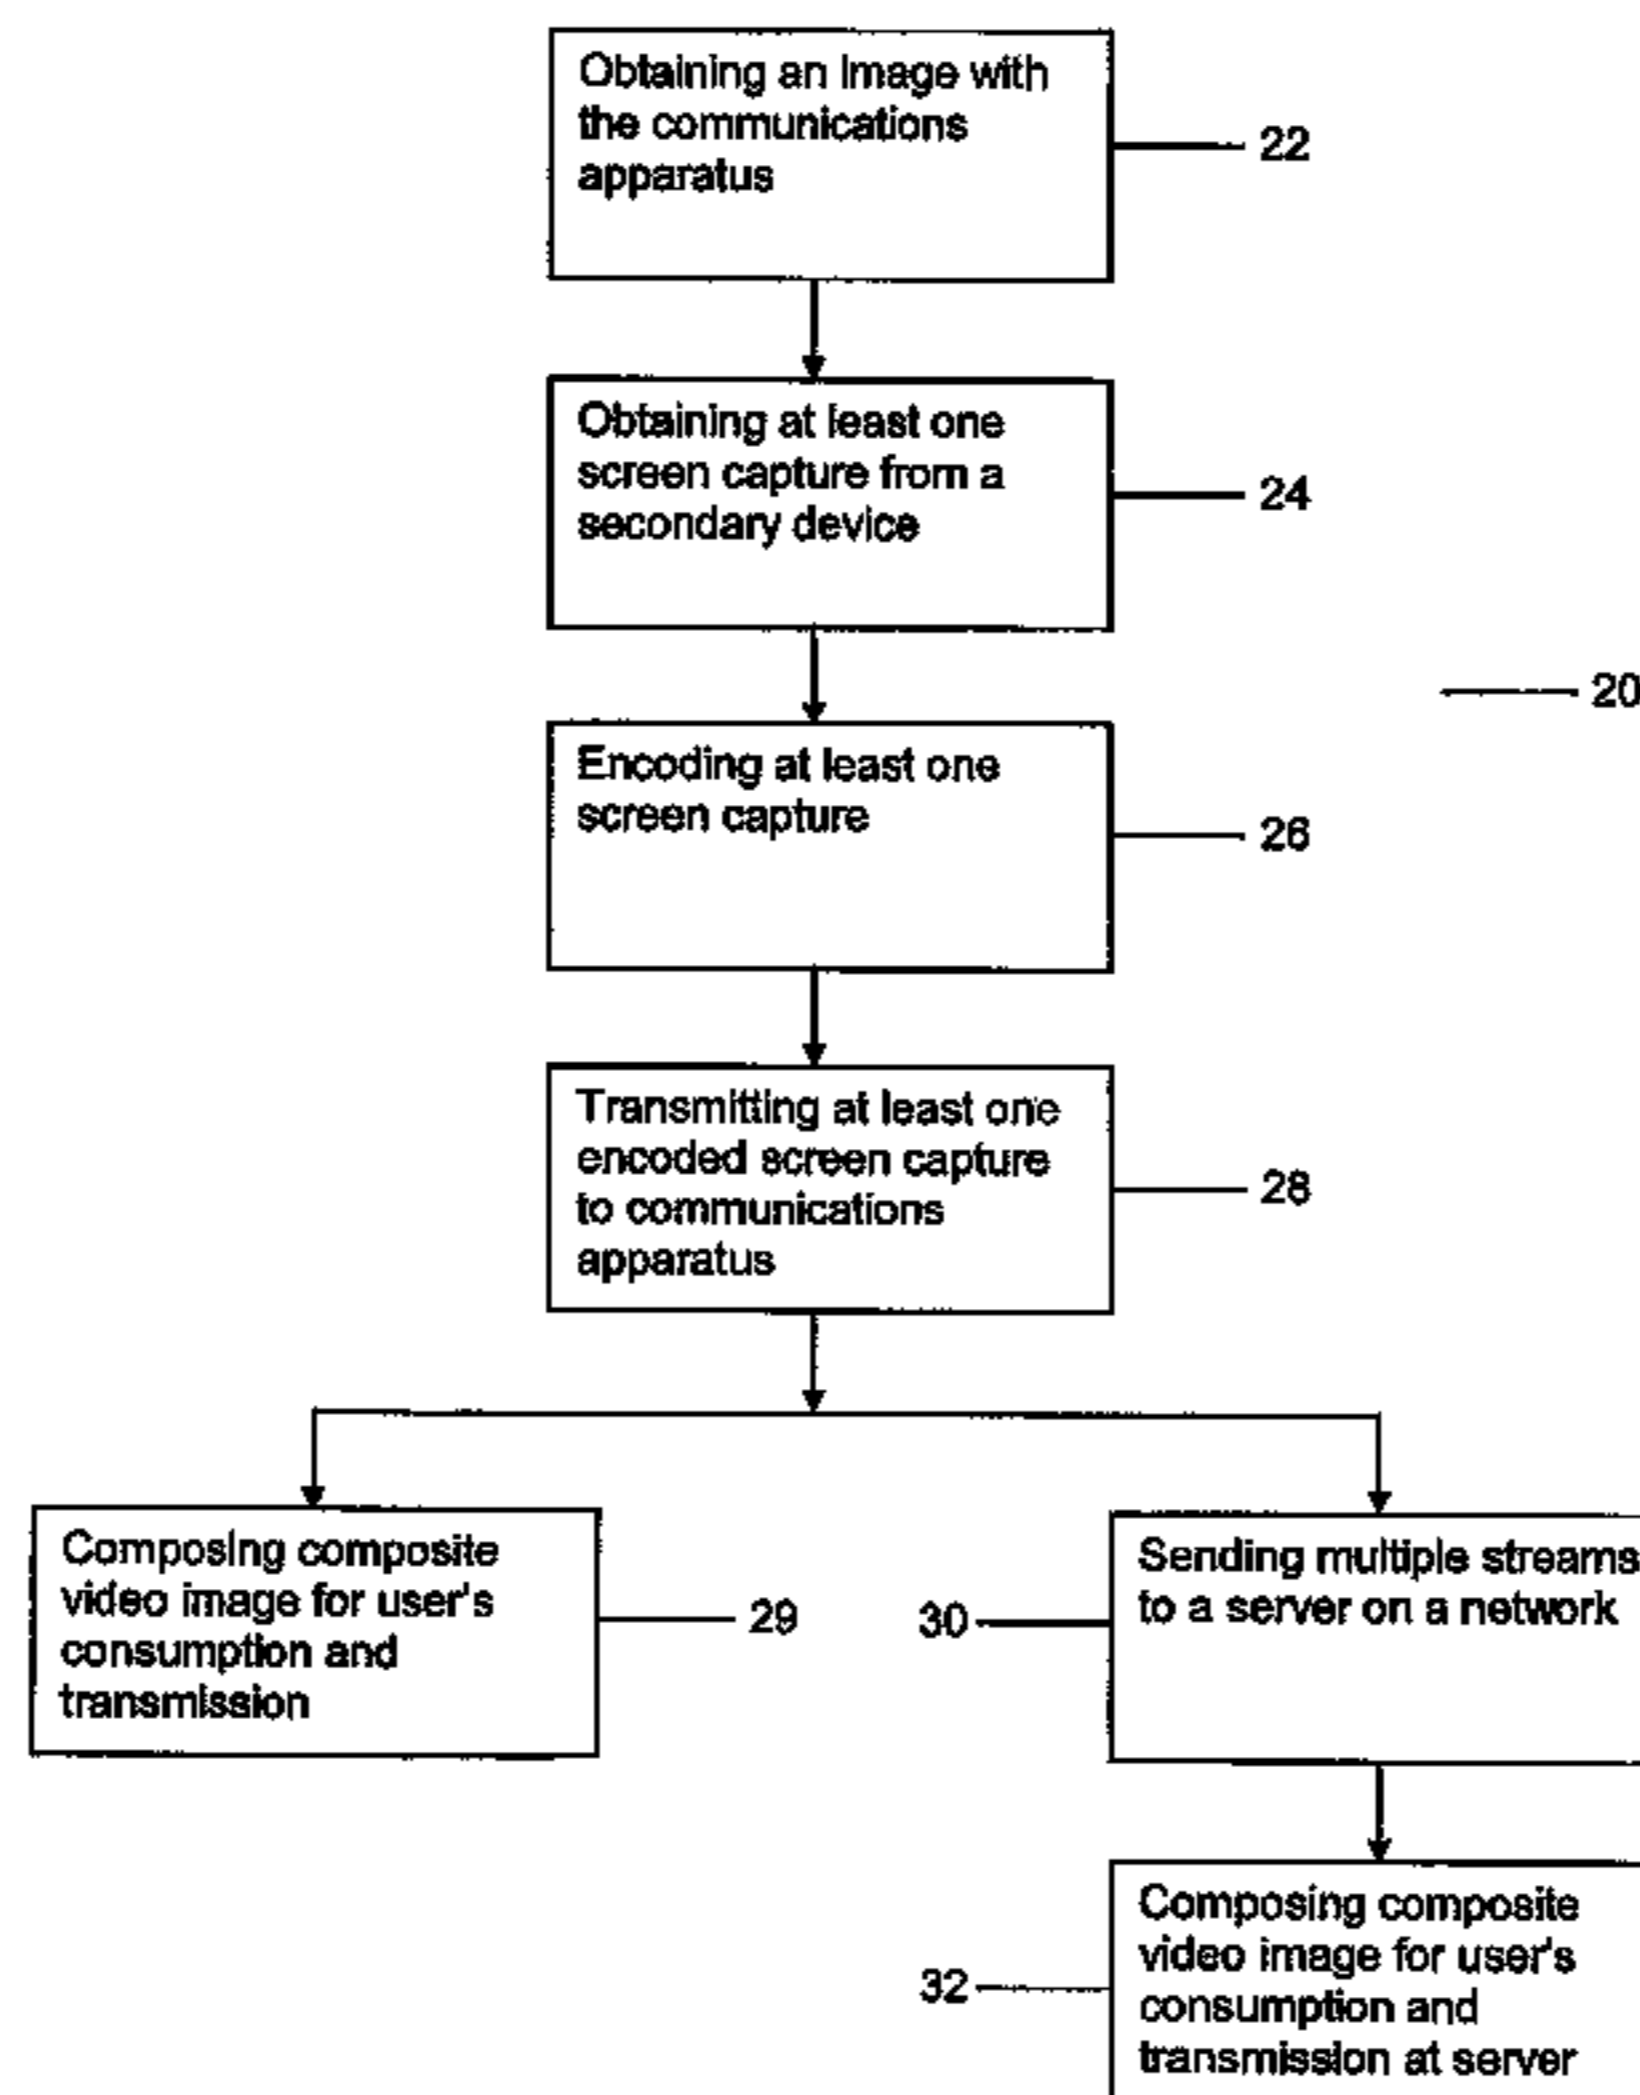 Obtaining an image with
the communications
apparatus
22
Obtaining at least one
screen capture from a
secondary device
24
20
Encoding at least one
screen capture
26
Transmitting at least one
encoded screen capture
to communications
apparatus
28
Composing composite
video image for user's
consumption and
transmission
29
30
Sending multiple streams
to a server on a network
32
Composing composite
video image for user's
consumption and
transmission at server